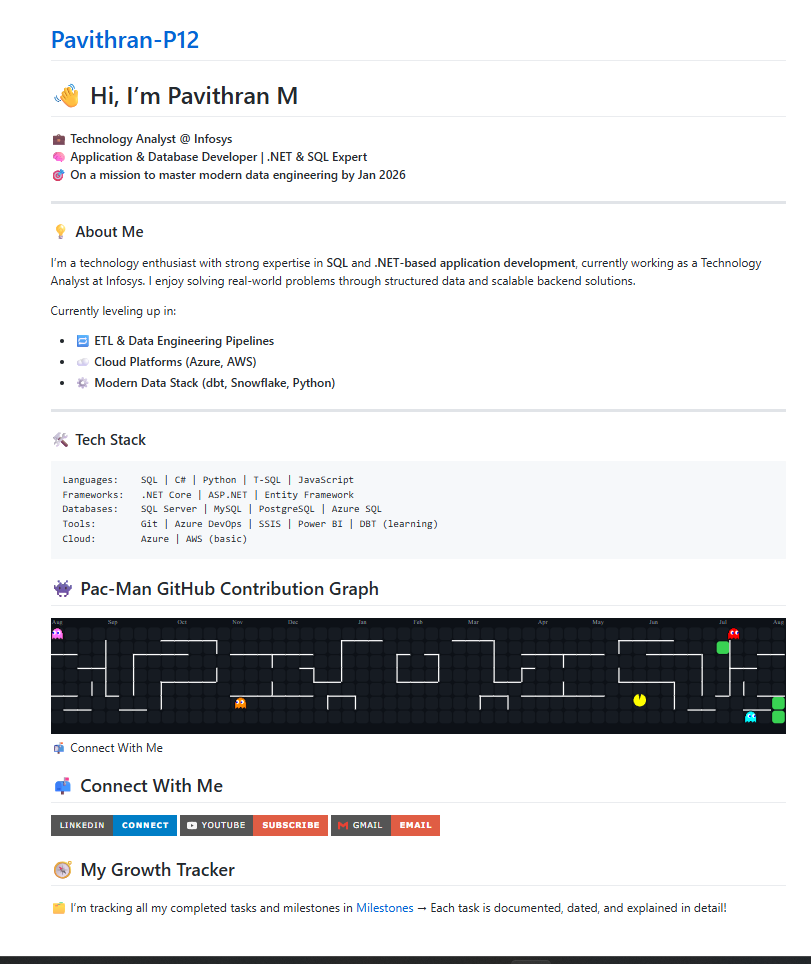 Pavithran-P12
👋 Hi, I’m Pavithran M
💼 Technology Analyst @ Infosys
🧠 Application & Database Developer | .NET & SQL Expert
🎯 On a mission to master modern data engineering by Jan 2026
💡 About Me
I’m a technology enthusiast with strong expertise in SQL and .NET-based application development, currently working as a Technology
Analyst at Infosys. I enjoy solving real-world problems through structured data and scalable backend solutions.
Currently leveling up in:
• 🔁 ETL & Data Engineering Pipelines
• ☁️ Cloud Platforms (Azure, AWS)
• ⚙️ Modern Data Stack (dbt, Snowflake, Python)
🛠️ Tech Stack
Languages: SQL | C# | Python | T-SQL | JavaScript
Frameworks: .NET Core | ASP.NET | Entity Framework
Databases: SQL Server | MySQL | PostgreSQL | Azure SQL
Tools: Git | Azure DevOps | SSIS | Power BI | DBT (learning)
Cloud: Azure | AWS (basic)
👾 Pac-Man GitHub Contribution Graph
Aug Sep Oct Nov Dec Jan Feb Mar Apr May Jun Jul Aug
📬 Connect With Me
📬 Connect With Me
LINKEDIN CONNECT YOUTUBE SUBSCRIBE GMAIL EMAIL
🧭 My Growth Tracker
🗂️ I’m tracking all my completed tasks and milestones in Milestones → Each task is documented, dated, and explained in detail!